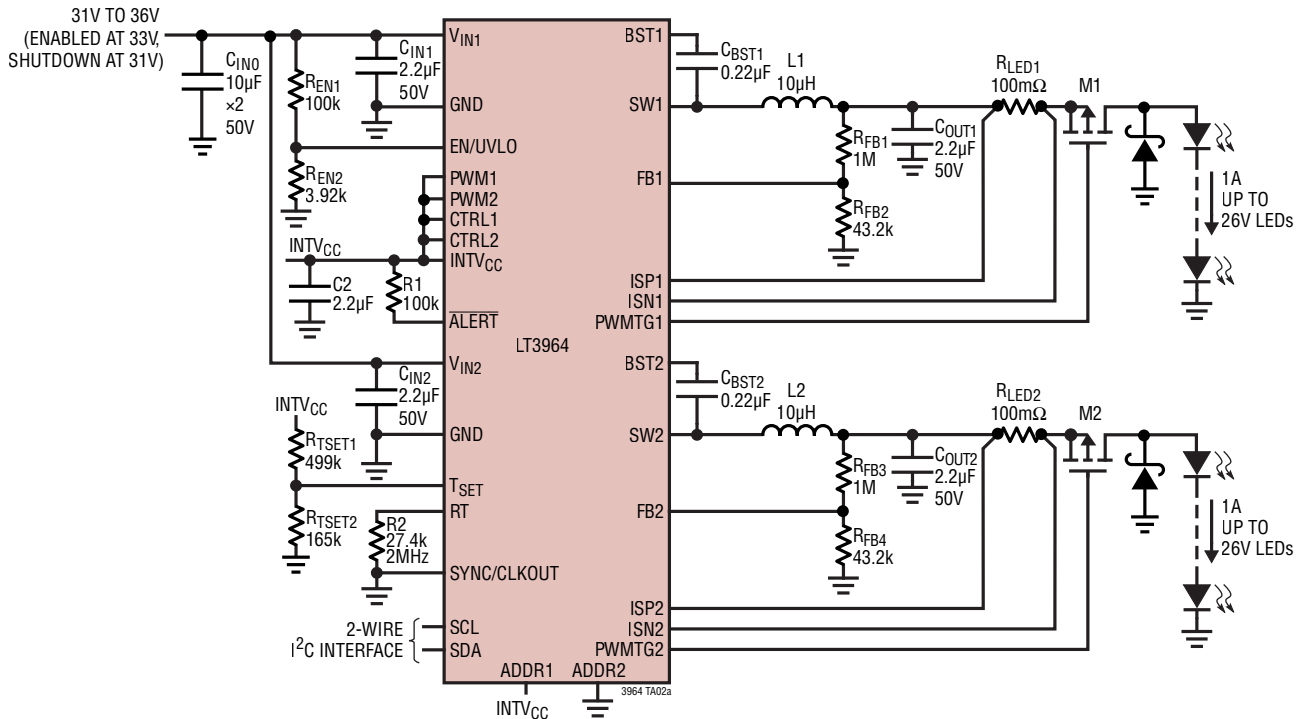 31V TO 36V
(ENABLED AT 33V,
SHUTDOWN AT 31V)
CIN0
10µF
×2
50V
REN1
100k
REN2
3.92k
CIN1
2.2µF
50V
INTVCC
C2
2.2µF
R1
100k
CIN2
2.2µF
50V
INTVCC
RTSET1
499k
RTSET2
165k
R2
27.4k
2MHz
2-WIRE
I2C INTERFACE
VIN1
GND
EN/UVLO
PWM1
PWM2
CTRL1
CTRL2
INTVCC
ALERT
VIN2
GND
TSET
RT
SYNC/CLKOUT
SCL
SDA
ADDR1 ADDR2
INTVCC
LT3964
BST1
SW1
FB1
ISP1
ISN1
PWMTG1
BST2
SW2
FB2
ISP2
ISN2
PWMTG2
3964 TA02a
CBST1
0.22µF
L1
10µH
RFB1
1M
RFB2
43.2k
COUT1
2.2µF
50V
RLED1
100mΩ
M1
1A
UP TO
26V LEDs
CBST2
0.22µF
L2
10µH
RFB3
1M
RFB4
43.2k
COUT2
2.2µF
50V
RLED2
100mΩ
M2
1A
UP TO
26V LEDs